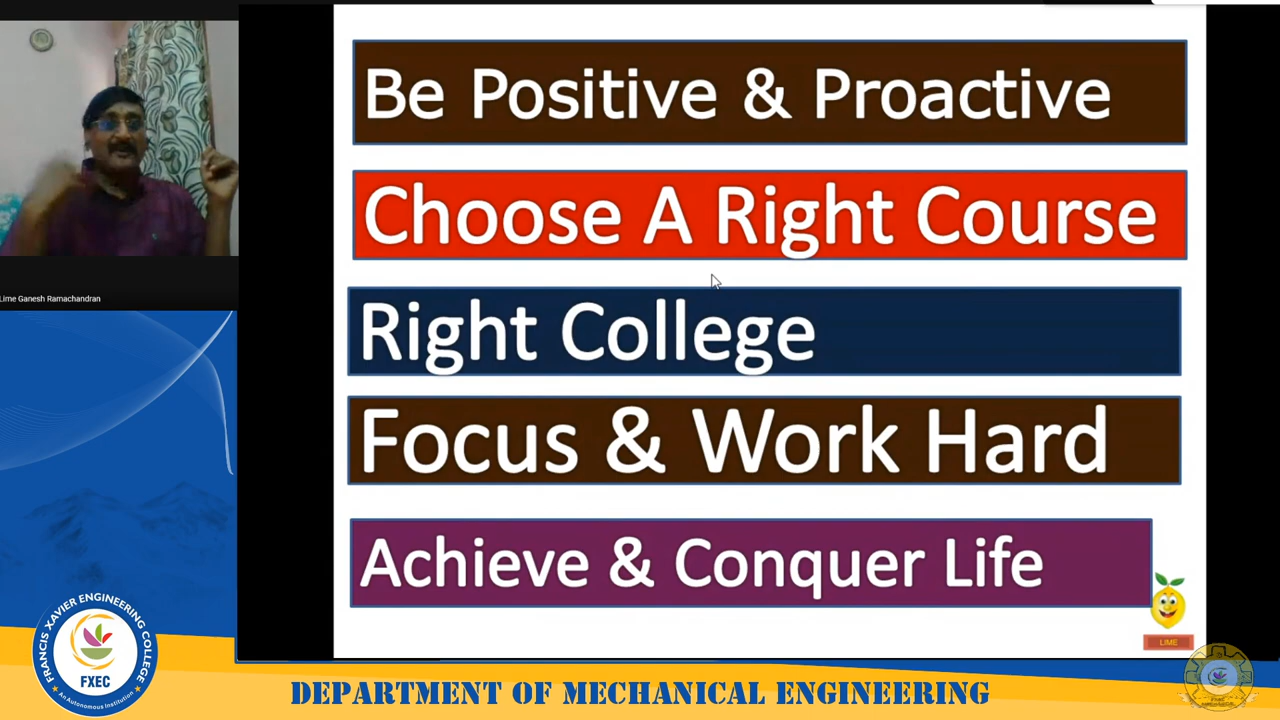 Be Positive & Proactive
Choose A Right Course
Right College
Focus & Work Hard
Achieve & Conquer Life
LIME
Lime Ganesh Ramachandran
FRANCIS XAVIER ENGINEERING COLLEGE
FXEC
An Autonomous Institution
DEPARTMENT OF MECHANICAL ENGINEERING